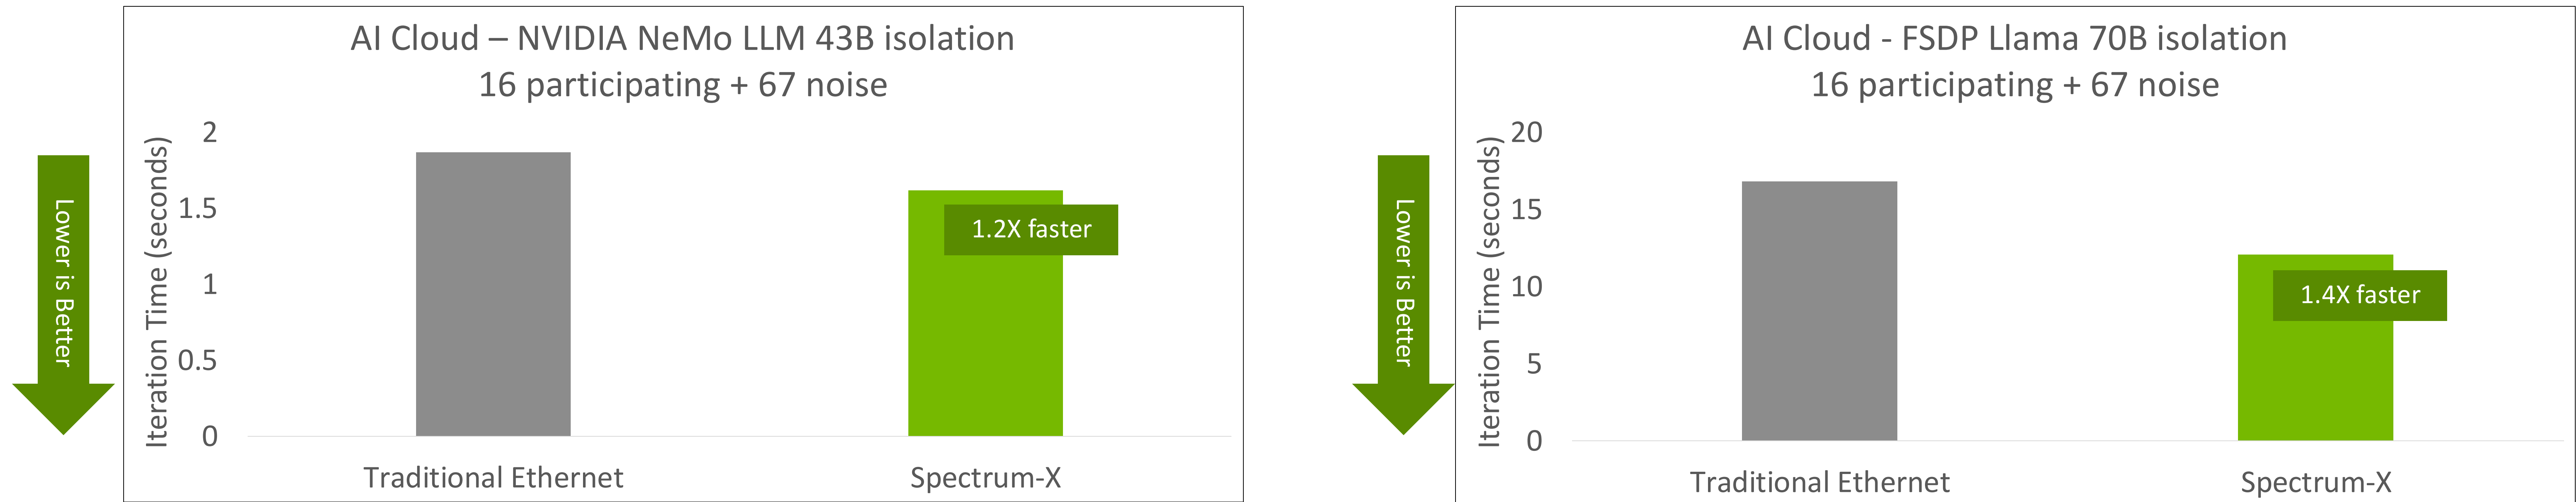 AI Cloud – NVIDIA NeMo LLM 43B isolation
16 participating + 67 noise
Lower is Better
Iteration Time (seconds)
2
1.5
1
0.5
0
1.2X faster
Traditional Ethernet
Spectrum-X
AI Cloud - FSDP Llama 70B isolation
16 participating + 67 noise
Lower is Better
Iteration Time (seconds)
20
15
10
5
0
1.4X faster
Traditional Ethernet
Spectrum-X